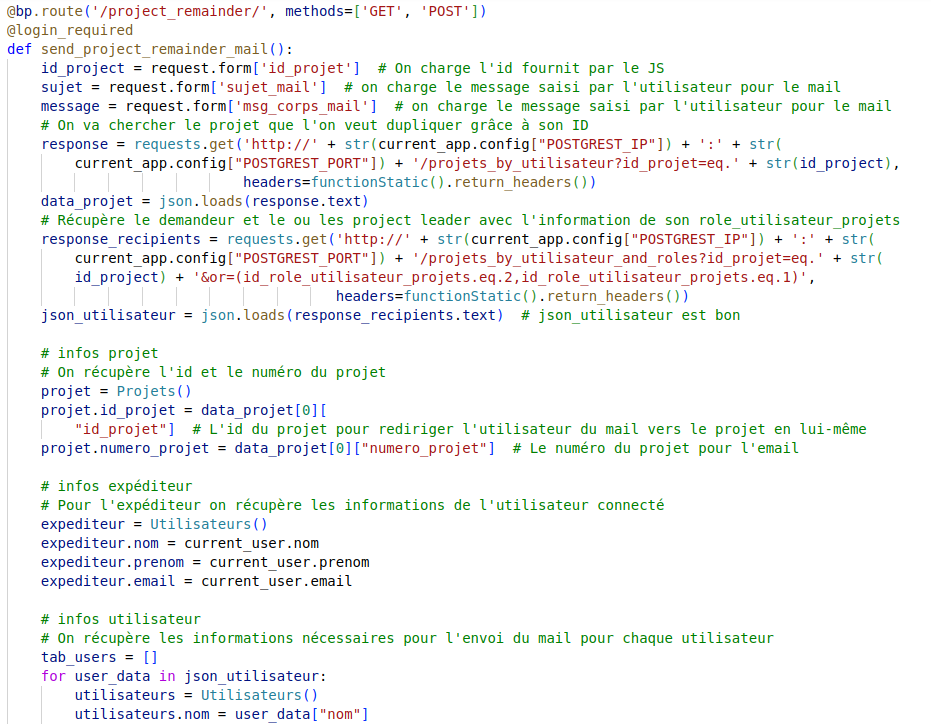 @bp.route('/project_remainder/', methods=['GET', 'POST'])
@login_required
def send_project_remainder_mail():
    id_project = request.form['id_projet']  # On charge l'id fournit par le JS
    sujet = request.form['sujet_mail']  # on charge le message saisi par l'utilisateur pour le mail
    message = request.form['msg_corps_mail']  # on charge le message saisi par l'utilisateur pour le mail
    # On va chercher le projet que l'on veut dupliquer grâce à son ID
    response = requests.get('http://' + str(current_app.config["POSTGREST_IP"]) + ':' + str(
        current_app.config["POSTGREST_PORT"]) + '/projets_by_utilisateur?id_projet=eq.' + str(id_project),
                            headers=functionStatic().return_headers())
    data_projet = json.loads(response.text)
    # Récupère le demandeur et le ou les project leader avec l'information de son role_utilisateur_projets
    response_recipients = requests.get('http://' + str(current_app.config["POSTGREST_IP"]) + ':' + str(
        current_app.config["POSTGREST_PORT"]) + '/projets_by_utilisateur_and_roles?id_projet=eq.' + str(
        id_project) + '&or=(id_role_utilisateur_projets.eq.2,id_role_utilisateur_projets.eq.1)',
                                       headers=functionStatic().return_headers())
    json_utilisateur = json.loads(response_recipients.text)  # json_utilisateur est bon

    # infos projet
    # On récupère l'id et le numéro du projet
    projet = Projets()
    projet.id_projet = data_projet[0][
        "id_projet"]  # L'id du projet pour rediriger l'utilisateur du mail vers le projet en lui-même
    projet.numero_projet = data_projet[0]["numero_projet"]  # Le numéro du projet pour l'email

    # infos expéditeur
    # Pour l'expéditeur on récupère les informations de l'utilisateur connecté
    expediteur = Utilisateurs()
    expediteur.nom = current_user.nom
    expediteur.prenom = current_user.prenom
    expediteur.email = current_user.email

    # infos utilisateur
    # On récupère les informations nécessaires pour l'envoi du mail pour chaque utilisateur
    tab_users = []
    for user_data in json_utilisateur:
        utilisateurs = Utilisateurs()
        utilisateurs.nom = user_data["nom"]